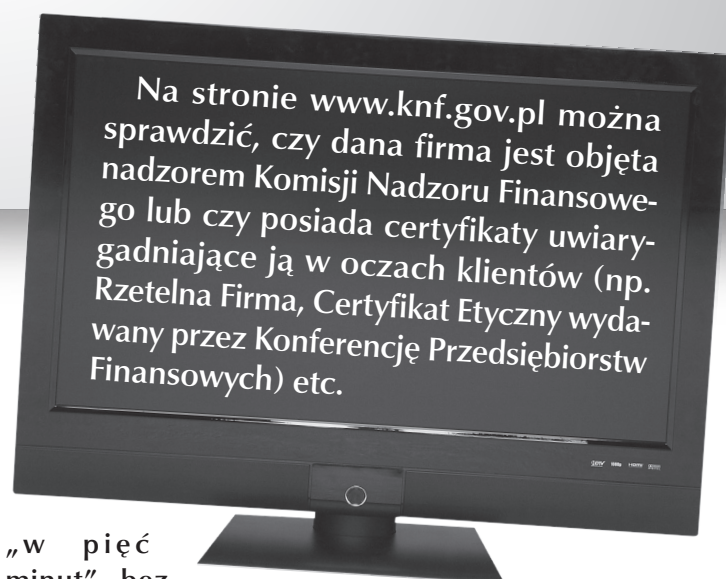 Na stronie www.knf.gov.pl można
sprawdzić, czy dana firma jest objęta
nadzorem Komisji Nadzoru Finansowe-
go lub czy posiada certyfikaty uwiary-
gadniające ją w oczach klientów (np.
Rzetelna Firma, Certyfikat Etyczny wyda-
wany przez Konferencję Przedsiębiorstw
Finansowych) etc.
„w pięć
minut” bez